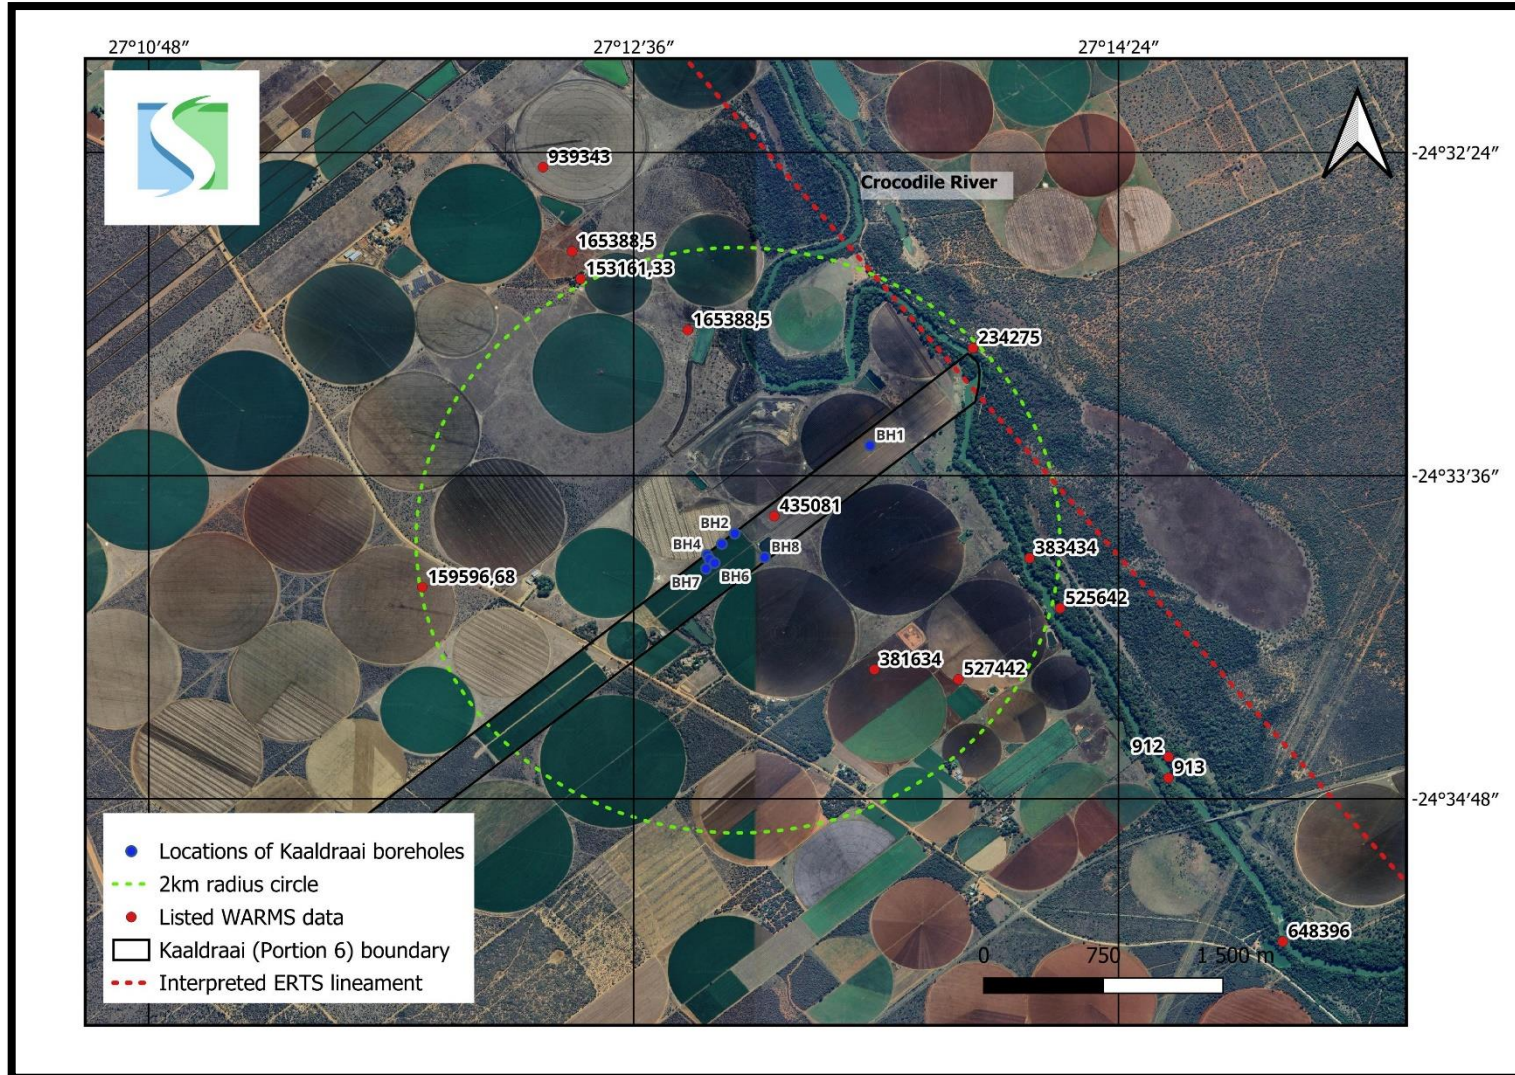 27°10′48″
27°12′36″
27°14′24″
-24°32′24″
939343
Crocodile River
165388,5
153161,33
165388,5
234275
BH1
-24°33′36″
435081
BH2
BH4
BH8
383434
BH6
BH7
159596,68
525642
381634
527442
912
913
-24°34′48″
Locations of Kaaldraai boreholes
2km radius circle
Listed WARMS data
Kaaldraai (Portion 6) boundary
Interpreted ERTS lineament
648396
0 750 1 500 m